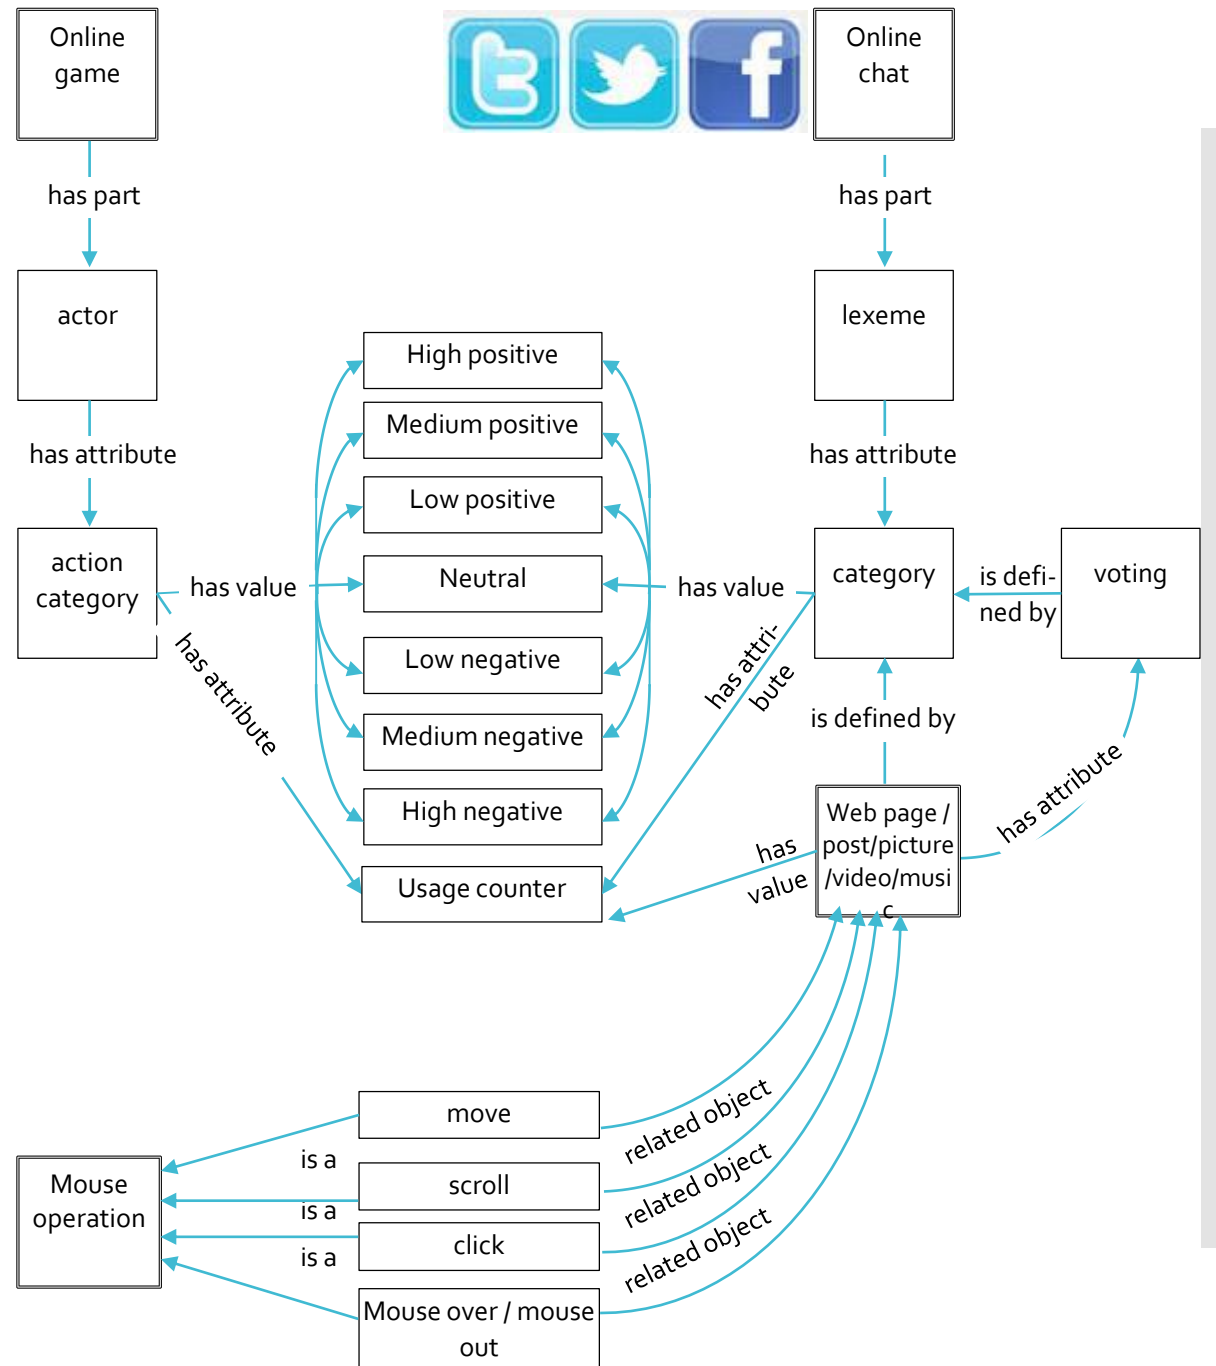 Online
game
Online
chat
has part
has part
actor
lexeme
High positive
Medium positive
has attribute
has attribute
Low positive
action
category
has value
Neutral
has value
category
is defi-
ned by
voting
has attribute
Low negative
has attri-
bute
Medium negative
is defined by
High negative
Web page /
post/picture
/video/musi
c
has attribute
has
value
Usage counter
move
related object
is a
Mouse
operation
scroll
related object
is a
click
related object
is a
Mouse over / mouse
out